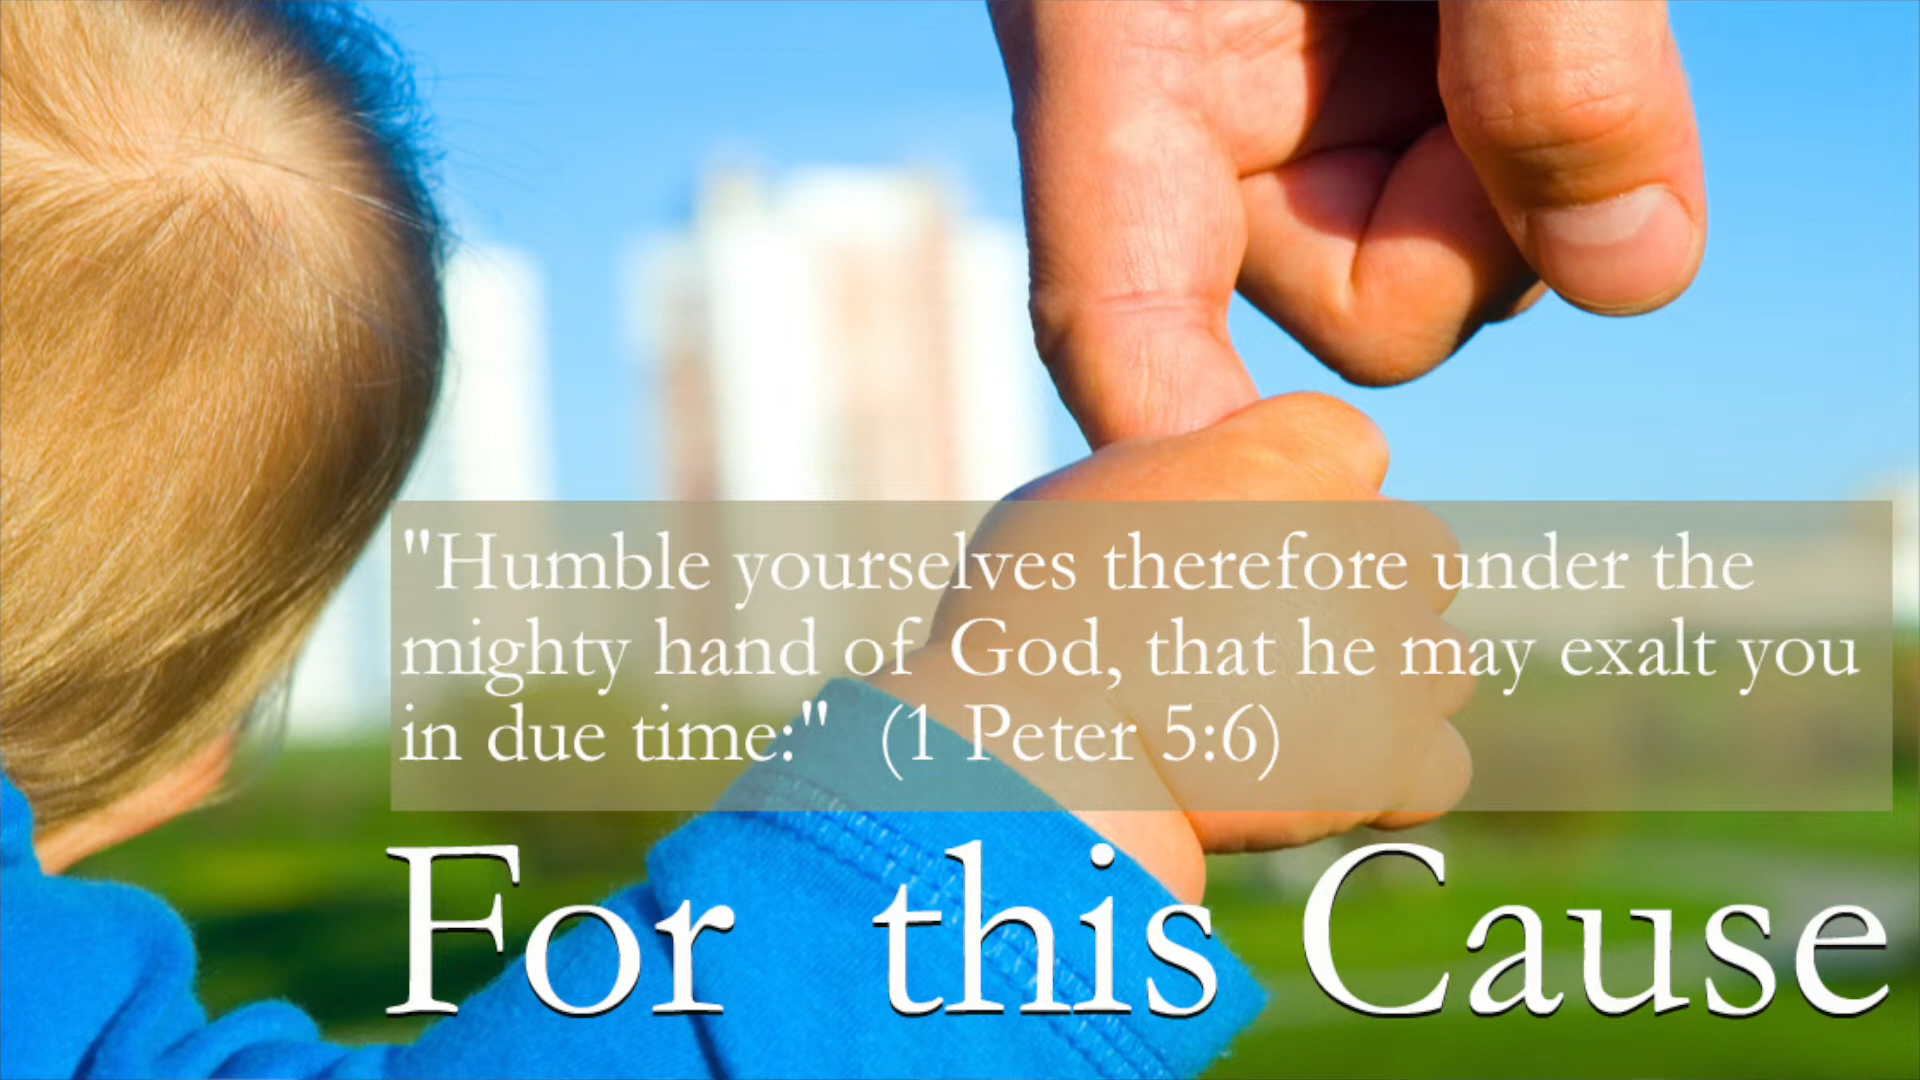 "Humble yourselves therefore under the
mighty hand of God, that he may exalt you
in due time:" (1 Peter 5:6)
For this Cause